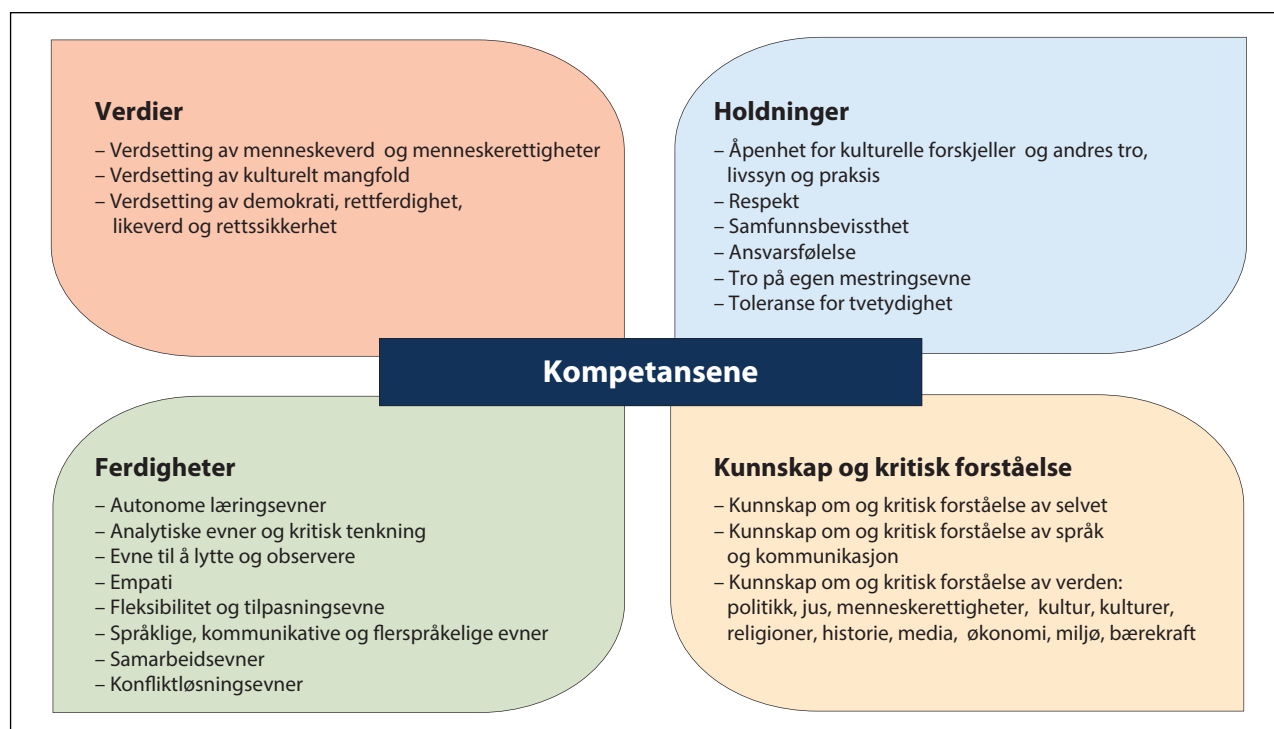 Verdier
– Verdsetting av menneskeverd og menneskerettigheter
– Verdsetting av kulturelt mangfold
– Verdsetting av demokrati, rettferdighet,
likeverd og rettssikkerhet
Holdninger
– Åpenhet for kulturelle forskjeller og andres tro,
livssyn og praksis
– Respekt
– Samfunnsbevissthet
– Ansvarsfølelse
– Tro på egen mestringsevne
– Toleranse for tvetydighet
Kompetansene
Ferdigheter
– Autonome læringsevner
– Analytiske evner og kritisk tenkning
– Evne til å lytte og observere
– Empati
– Fleksibilitet og tilpasningsevne
– Språklige, kommunikative og flerspråkelige evner
– Samarbeidsevner
– Konfliktløsningsevner
Kunnskap og kritisk forståelse
– Kunnskap om og kritisk forståelse av selvet
– Kunnskap om og kritisk forståelse av språk
og kommunikasjon
– Kunnskap om og kritisk forståelse av verden:
politikk, jus, menneskerettigheter, kultur, kulturer,
religioner, historie, media, økonomi, miljø, bærekraft